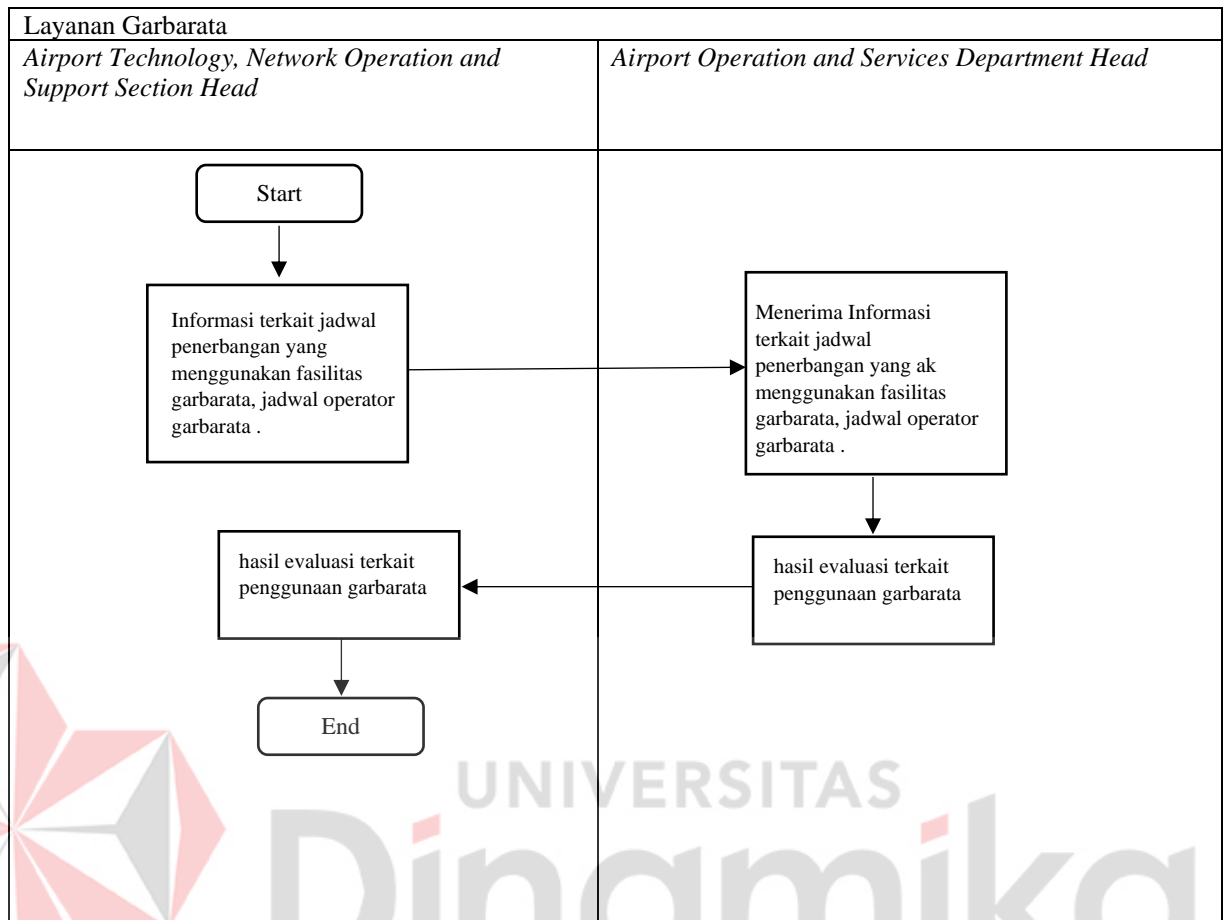 Layanan Garbarata
Airport Technology, Network Operation and
Support Section Head
Airport Operation and Services Department Head
Start
Informasi terkait jadwal
penerbangan yang
menggunakan fasilitas
garbarata, jadwal operator
garbarata .
Menerima Informasi
terkait jadwal
penerbangan yang ak
menggunakan fasilitas
garbarata, jadwal operator
garbarata .
hasil evaluasi terkait
penggunaan garbarata
hasil evaluasi terkait
penggunaan garbarata
End
UNIVERSITAS
Dinamika